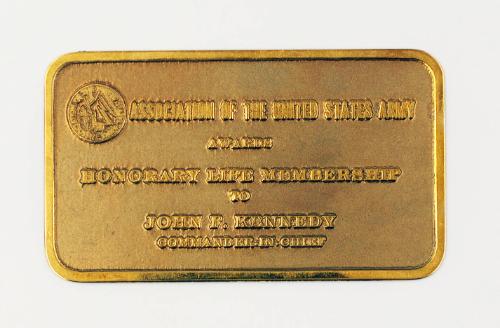 ASSOCIATION OF THE UNITED STATES ARMY
AWARDS
HONORARY LIFE MEMBERSHIP
TO
JOHN F. KENNEDY
COMMANDER-IN-CHIEF